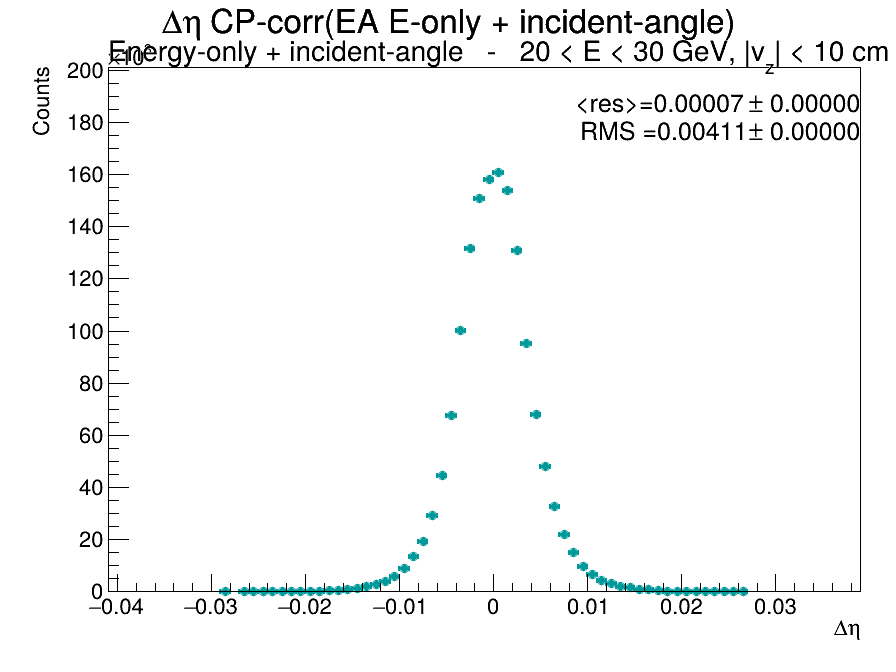 Δη CP-corr(EA E-only + incident-angle)
Energy-only + incident-angle - 20 < E < 30 GeV, |v_z| < 10 cm
<res>=0.00007± 0.00000
RMS =0.00411± 0.00000
Counts
200
180
160
140
120
100
80
60
40
20
0
−0.04 −0.03 −0.02 −0.01 0 0.01 0.02 0.03
Δη